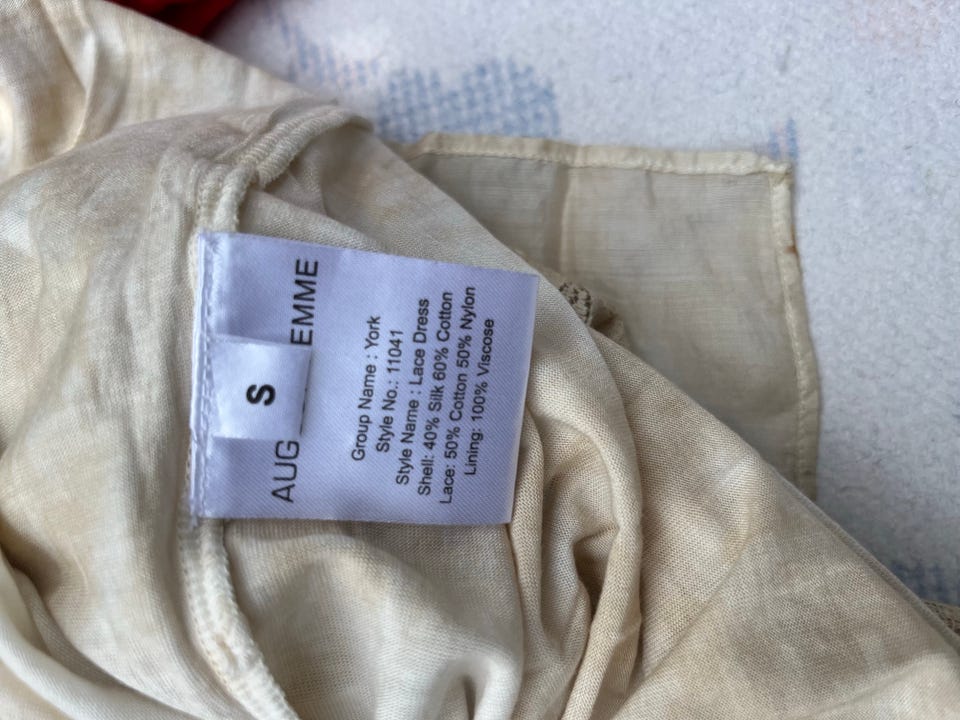 AUG EMME
S
Group Name : York
Style No.: 11041
Style Name : Lace Dress
Shell: 40% Silk 60% Cotton
Lace: 50% Cotton 50% Nylon
Lining: 100% Viscose